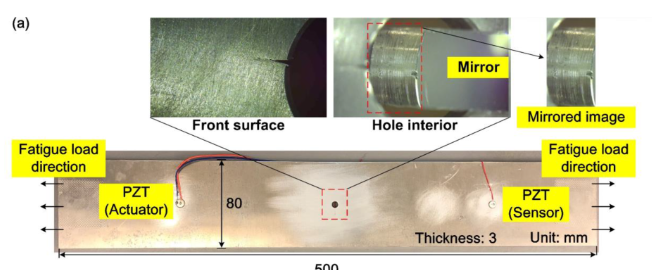 (a)
Mirror
Front surface
Hole interior
Mirrored image
Fatigue load
direction
Fatigue load
direction
PZT
(Actuator)
80
PZT
(Sensor)
Thickness: 3
Unit: mm
500